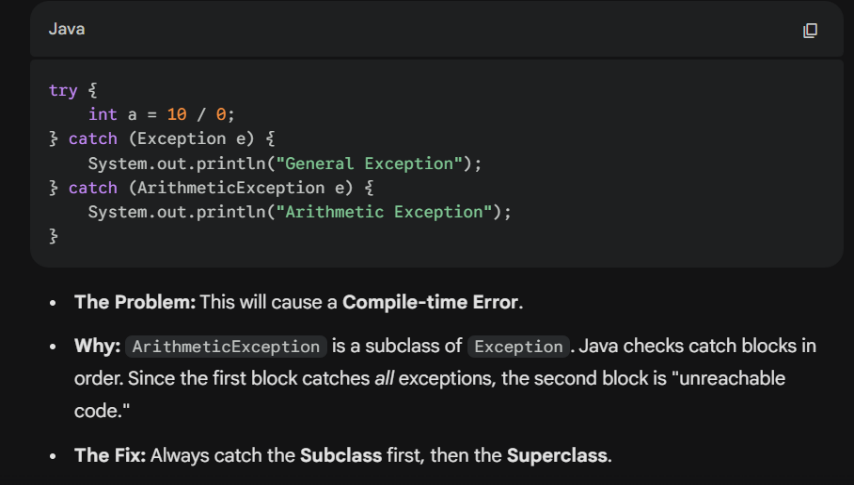 Java
try {
    int a = 10 / 0;
} catch (Exception e) {
    System.out.println("General Exception");
} catch (ArithmeticException e) {
    System.out.println("Arithmetic Exception");
}
• The Problem: This will cause a Compile-time Error.
• Why: ArithmeticException is a subclass of Exception. Java checks catch blocks in
order. Since the first block catches all exceptions, the second block is "unreachable
code."
• The Fix: Always catch the Subclass first, then the Superclass.